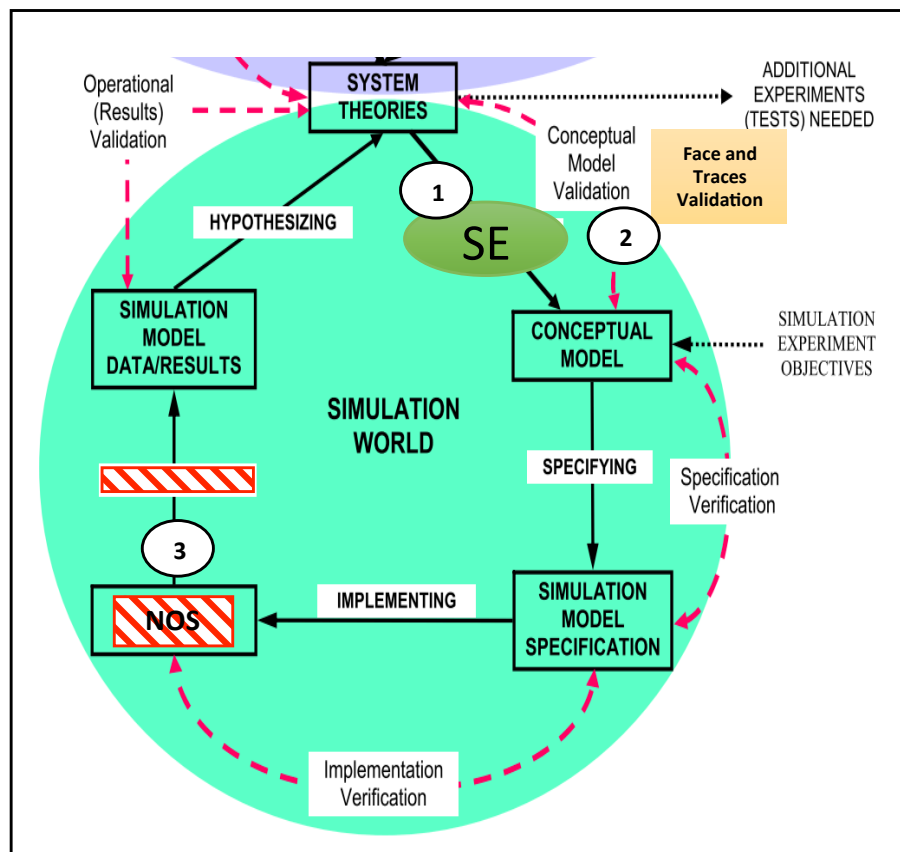 SYSTEM
THEORIES
Operational
(Results)
Validation
ADDITIONAL
EXPERIMENTS
(TESTS) NEEDED
Conceptual
Model
Validation
Face and
Traces
Validation
1
HYPOTHESIZING
SE
2
SIMULATION
MODEL
DATA/RESULTS
CONCEPTUAL
MODEL
SIMULATION
EXPERIMENT
OBJECTIVES
SIMULATION
WORLD
SPECIFYING
Specification
Verification
3
NOS
IMPLEMENTING
SIMULATION
MODEL
SPECIFICATION
Implementation
Verification